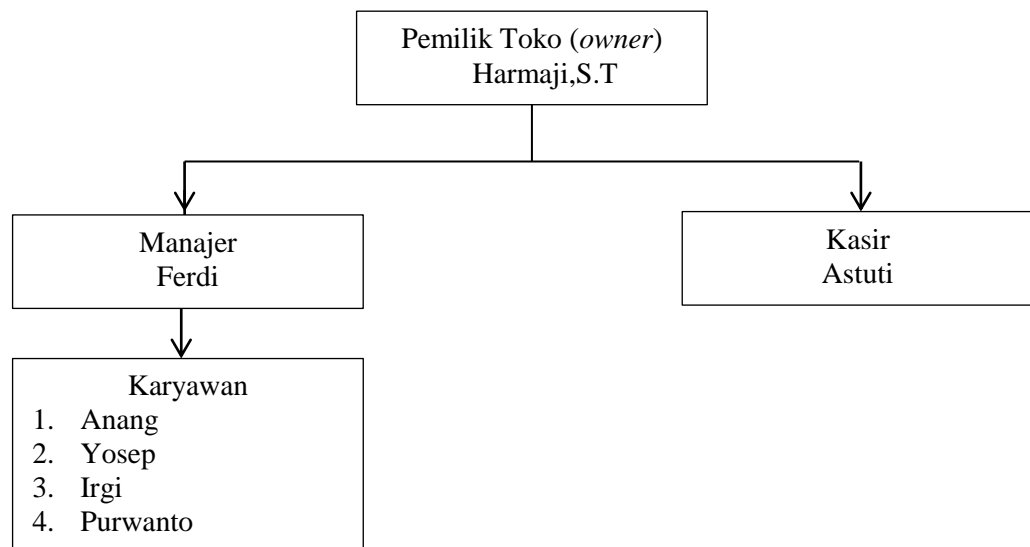 Pemilik Toko (owner)
Harmaji,S.T
Manajer
Ferdi
Kasir
Astuti
Karyawan
1. Anang
2. Yosep
3. Irgi
4. Purwanto